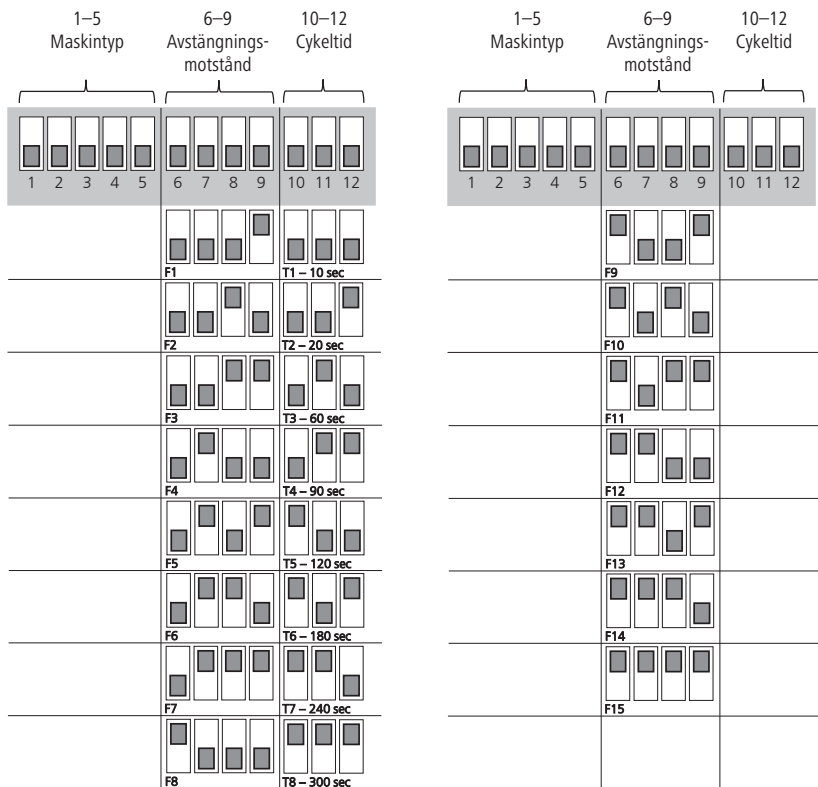 1–5
Maskintyp
6–9
Avstängnings-
motstånd
10–12
Cykeltid
1 2 3 4 5 6 7 8 9 10 11 12
F1 T1 – 10 sec
F2 T2 – 20 sec
F3 T3 – 60 sec
F4 T4 – 90 sec
F5 T5 – 120 sec
F6 T6 – 180 sec
F7 T7 – 240 sec
F8 T8 – 300 sec
1–5
Maskintyp
6–9
Avstängnings-
motstånd
10–12
Cykeltid
1 2 3 4 5 6 7 8 9 10 11 12
F9
F10
F11
F12
F13
F14
F15